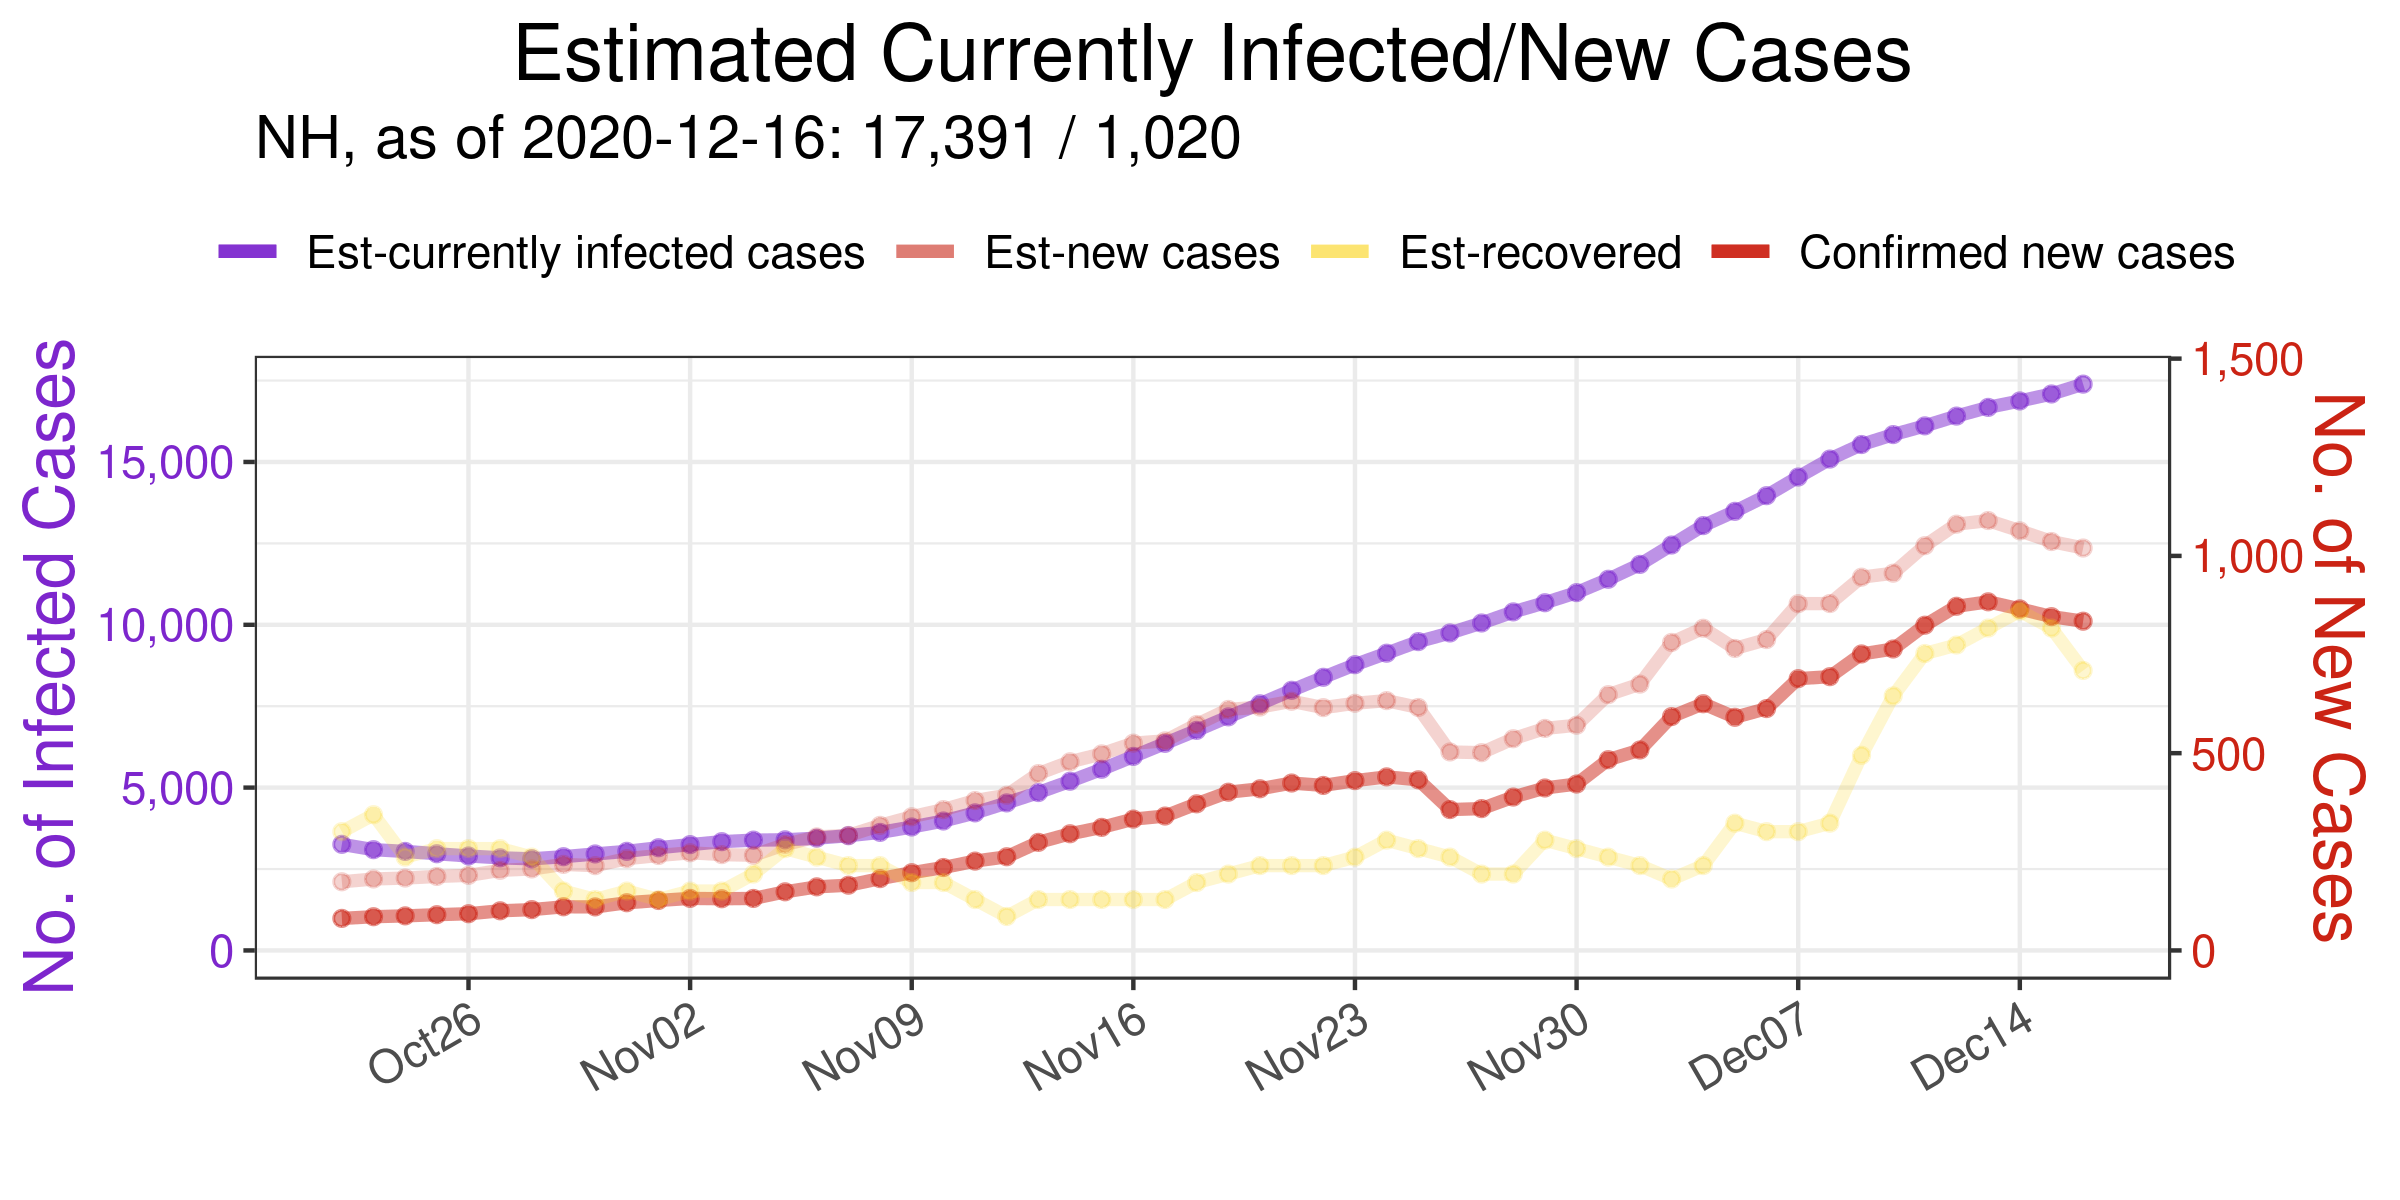 Estimated Currently Infected/New Cases
NH, as of 2020-12-16: 17,391 / 1,020
Est-currently infected cases Est-new cases Est-recovered Confirmed new cases
No. of Infected Cases
15,000
10,000
5,000
0
1,500
1,000
500
0
No. of New Cases
Oct26 Nov02 Nov09 Nov16 Nov23 Nov30 Dec07 Dec14